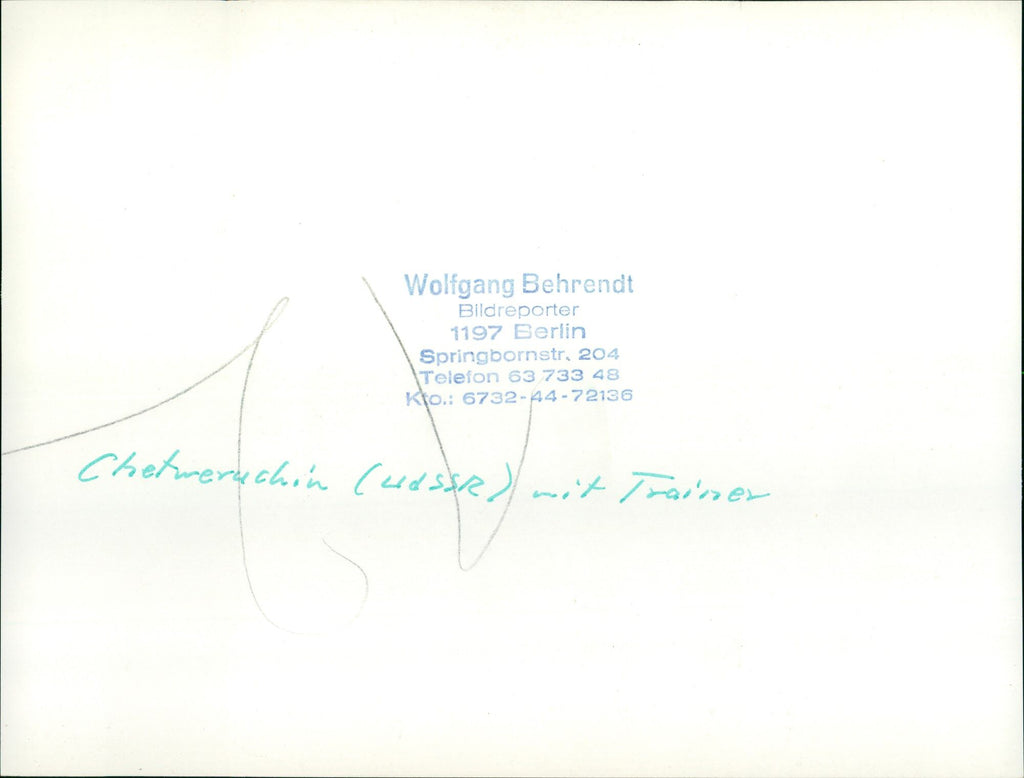 Wolfgang Behrendt
Bildreporter
1197 Berlin
Springbornstr. 204
Telefon 63 733 48
Kto.: 6732-44-72136
Chetweruchin (UdSSR) mit Trainer